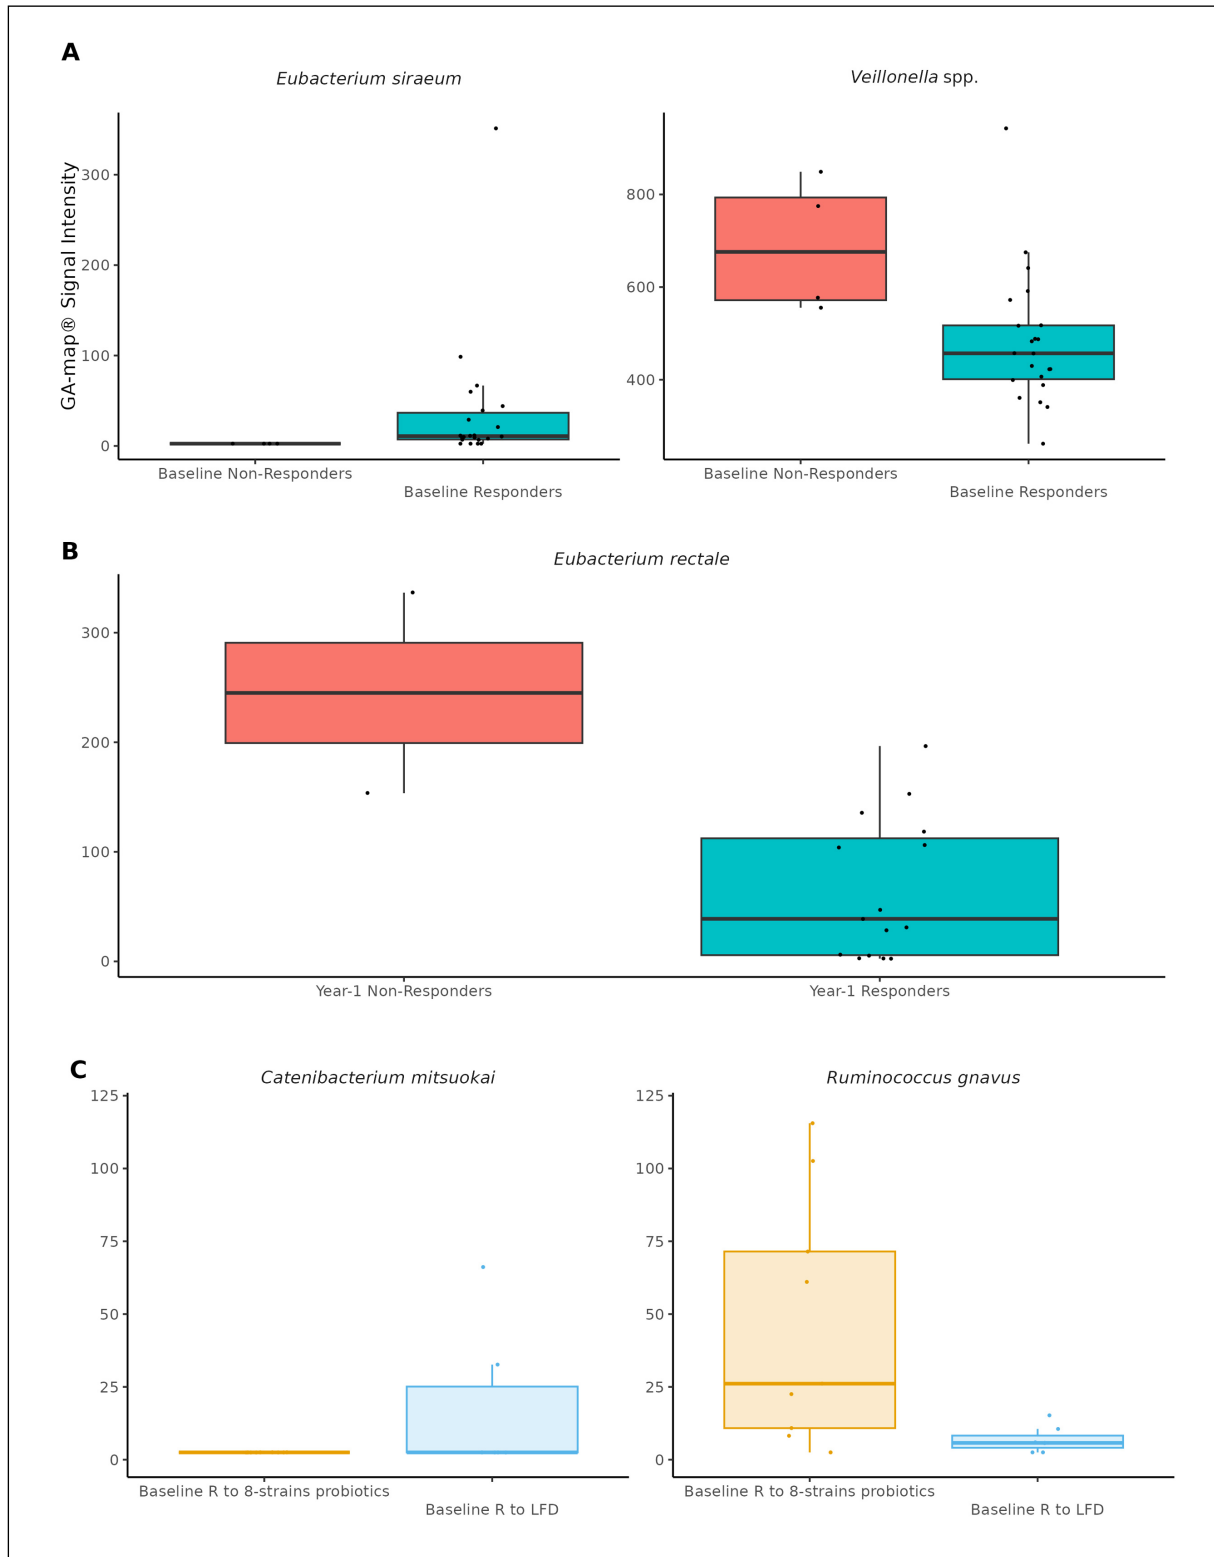 A
Eubacterium siraeum
Veillonella spp.
GA-map® Signal Intensity
300
200
100
0
Baseline Non-Responders
Baseline Responders
800
600
400
Baseline Non-Responders
Baseline Responders
B
Eubacterium rectale
300
200
100
0
Year-1 Non-Responders
Year-1 Responders
C
Catenibacterium mitsuokai
Ruminococcus gnavus
125
100
75
50
25
0
Baseline R to 8-strains probiotics
Baseline R to LFD
125
100
75
50
25
0
Baseline R to 8-strains probiotics
Baseline R to LFD